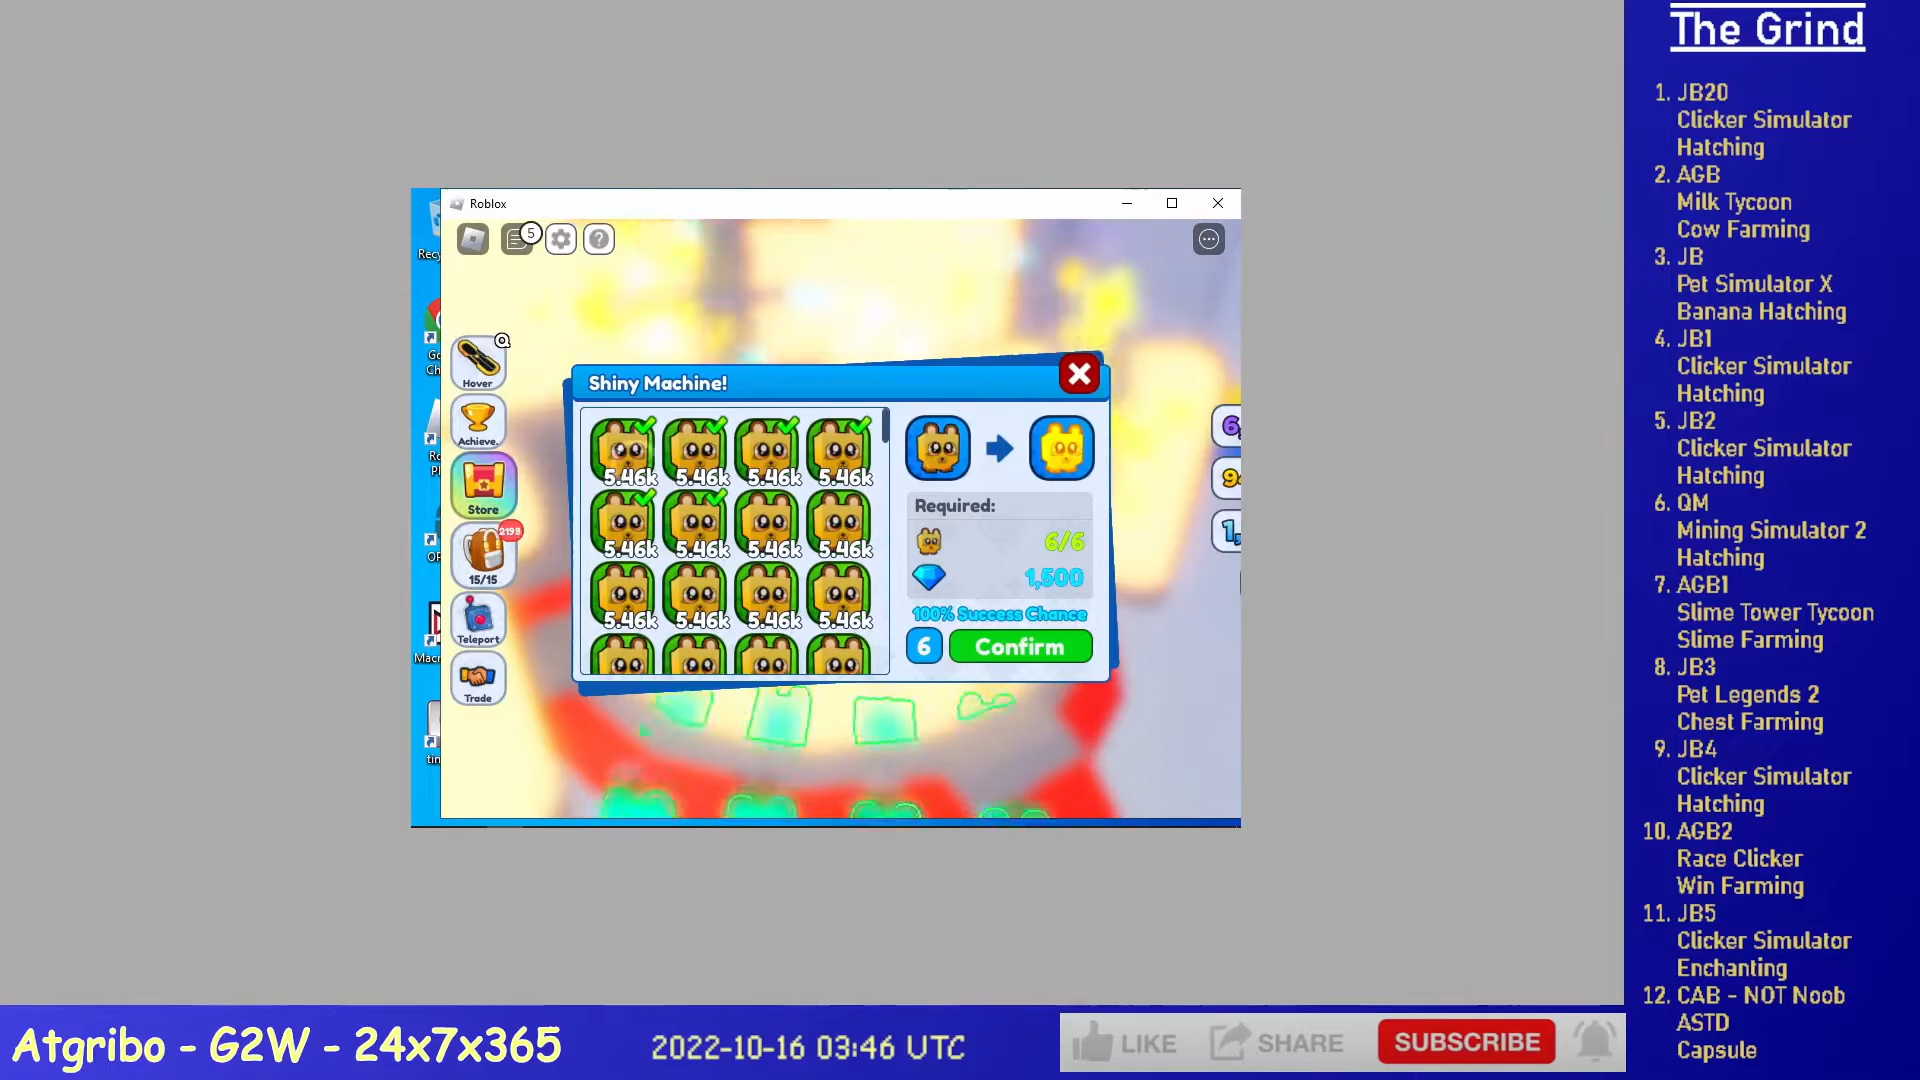 The Grind
1. JB20
Clicker Simulator
Hatching
2. AGB
Milk Tycoon
Cow Farming
3. JB
Pet Simulator X
Banana Hatching
4. JB1
Clicker Simulator
Hatching
5. JB2
Clicker Simulator
Hatching
6. QM
Mining Simulator 2
Hatching
7. AGB1
Slime Tower Tycoon
Slime Farming
8. JB3
Pet Legends 2
Chest Farming
9. JB4
Clicker Simulator
Hatching
10. AGB2
Race Clicker
Win Farming
11. JB5
Clicker Simulator
Enchanting
12. CAB - NOT Noob
ASTD
Capsule
Roblox
5
Q
Hover
Achieve.
Store
2198
15/15
Teleport
Trade
Shiny Machine!
5.46k 5.46k 5.46k 5.46k
5.46k 5.46k 5.46k 5.46k
5.46k 5.46k 5.46k 5.46k
Required:
6/6
1,500
100% Success Chance
6 Confirm
Atgribo - G2W - 24x7x365
2022-10-16 03:46 UTC
LIKE SHARE SUBSCRIBE